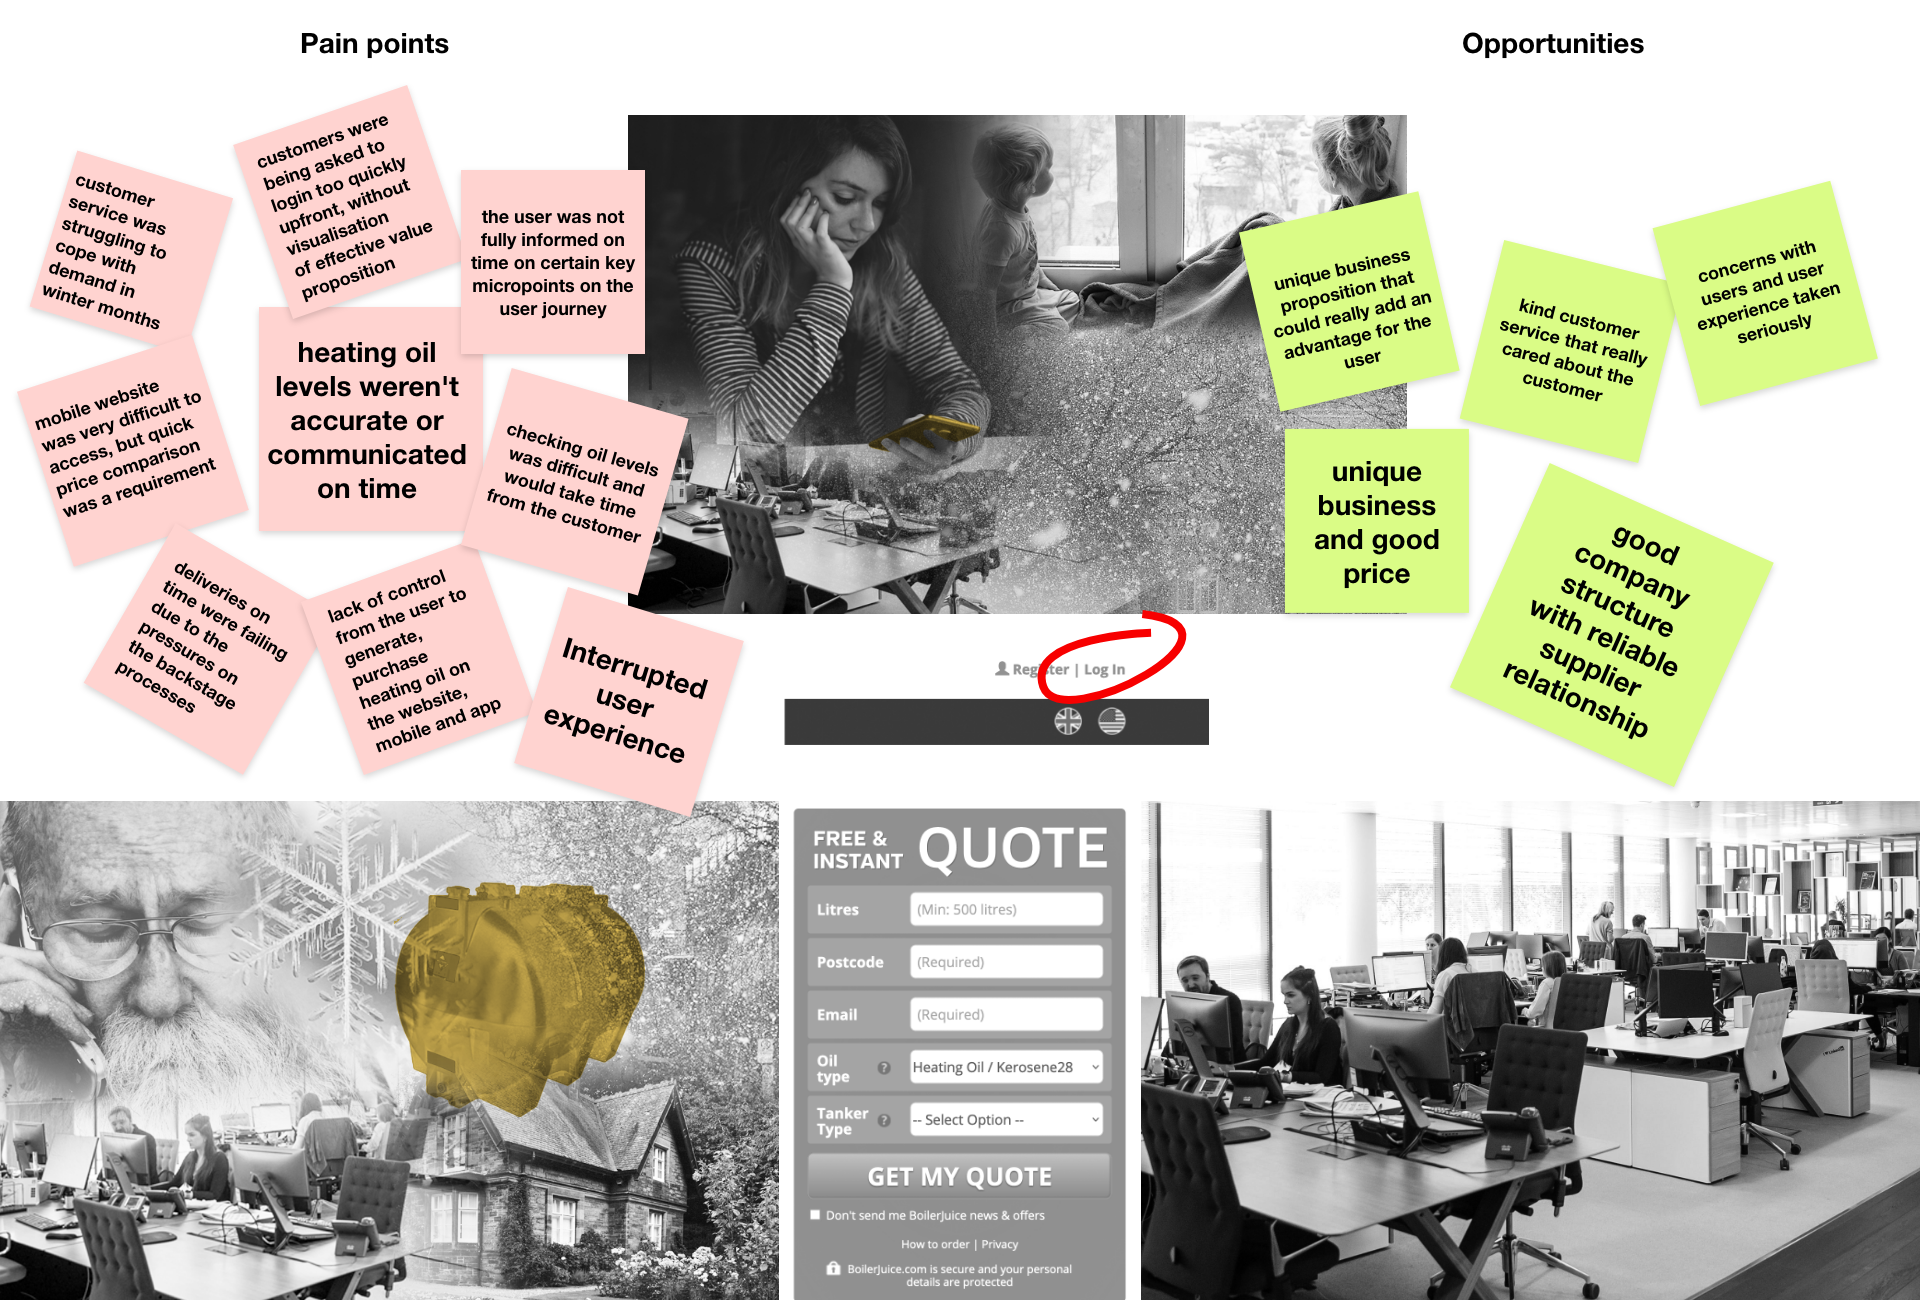 Pain points
Opportunities
customer
service was
struggling to
cope with
demand in
winter months
customers were
being asked to
login too quickly
upfront, without
visualisation
of effective value
proposition
the user was not
fully informed on
time on certain key
micropoints on the
user journey
mobile website
was very difficult to
access, but quick
price comparison
was a requirement
heating oil
levels weren't
accurate or
communicated
on time
checking oil levels
was difficult and
would take time
from the customer
deliveries on
time were failing
due to the
pressures on
the backstage
processes
lack of control
from the user to
generate,
purchase
heating oil on
the website,
mobile and app
Interrupted
user
experience
unique business
proposition that
could really add an
advantage for the
user
kind customer
service that really
cared about the
customer
concerns with
users and user
experience taken
seriously
unique
business
and good
price
good
company
structure
with reliable
supplier
relationship
Register | Log In
FREE &
INSTANT
QUOTE
Litres
(Min: 500 litres)
Postcode
(Required)
Email
(Required)
Oil
type
?
Heating Oil / Kerosene28
Tanker
Type
?
-- Select Option --
GET MY QUOTE
Don't send me BoilerJuice news & offers
How to order | Privacy
BoilerJuice.com is secure and your personal
details are protected